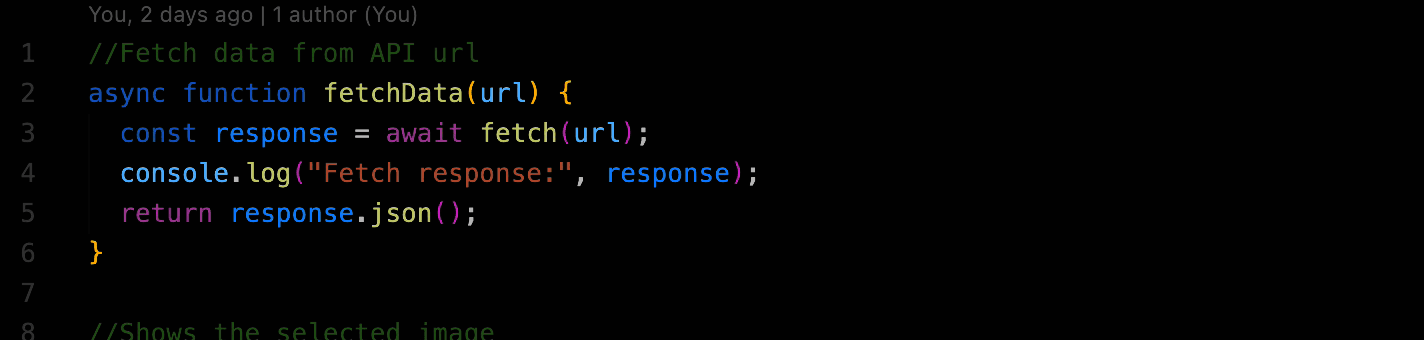 You, 2 days ago | 1 author (You)
1 //Fetch data from API url
2 async function fetchData(url) {
3   const response = await fetch(url);
4   console.log("Fetch response:", response);
5   return response.json();
6 }
7
8 //Shows the selected image